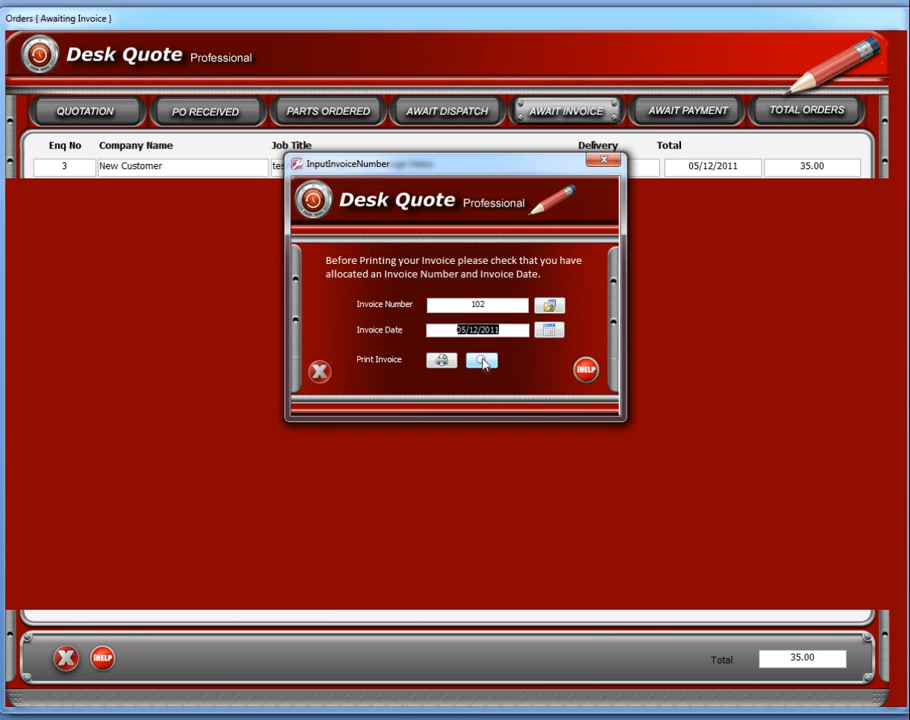 Orders { Awaiting Invoice }
Desk Quote Professional
QUOTATION PO RECEIVED PARTS ORDERED AWAIT DISPATCH AWAIT INVOICE AWAIT PAYMENT TOTAL ORDERS
Enq No Company Name Job Title Delivery Total
3 New Customer tes 05/12/2011 35.00
InputInvoiceNumber
Desk Quote Professional
Before Printing your Invoice please check that you have
allocated an Invoice Number and Invoice Date.
Invoice Number 102
Invoice Date 05/12/2011
Print Invoice
iHELP
iHELP
Total 35.00